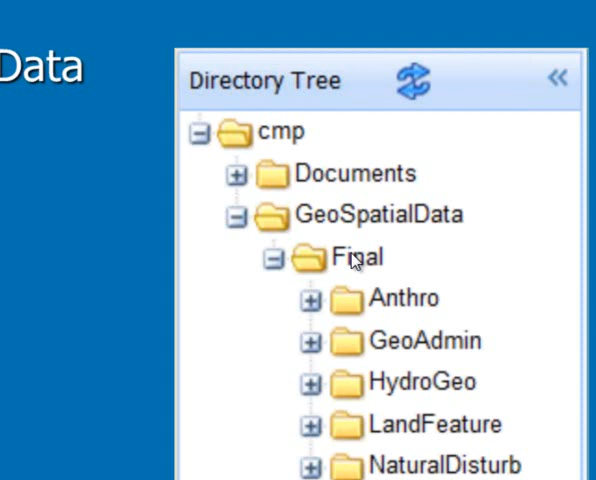 Data
Directory Tree
cmp
Documents
GeoSpatialData
Final
Anthro
GeoAdmin
HydroGeo
LandFeature
NaturalDisturb